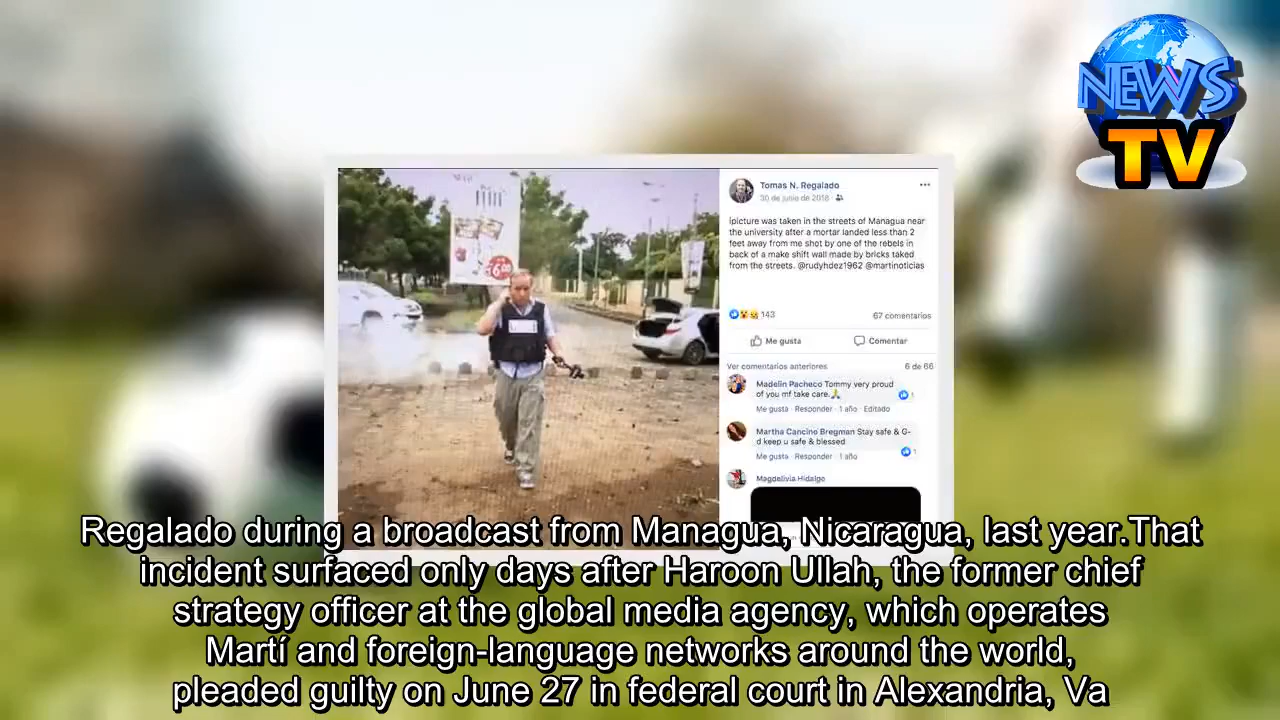 NEWS
TV
$6.00
Tomas N. Regalado
30 de junio de 2018
ipicture was taken in the streets of Managua near
the university after a mortar landed less than 2
feet away from me shot by one of the rebels in
back of a make shift wall made by bricks taked
from the streets. @rudyhdez1962 @martinoticias
143
67 comentarios
Me gusta
Comentar
Ver comentarios anteriores
6 de 66
Madelin Pacheco Tommy very proud
of you mf take care.
1
Me gusta · Responder · 1 año · Editado
Martha Cancino Bregman Stay safe & G-
d keep u safe & blessed
1
Me gusta · Responder · 1 año
Magdelivia Hidalgo
Regalado during a broadcast from Managua, Nicaragua, last year.That
incident surfaced only days after Haroon Ullah, the former chief
strategy officer at the global media agency, which operates
Martí and foreign-language networks around the world,
pleaded guilty on June 27 in federal court in Alexandria, Va